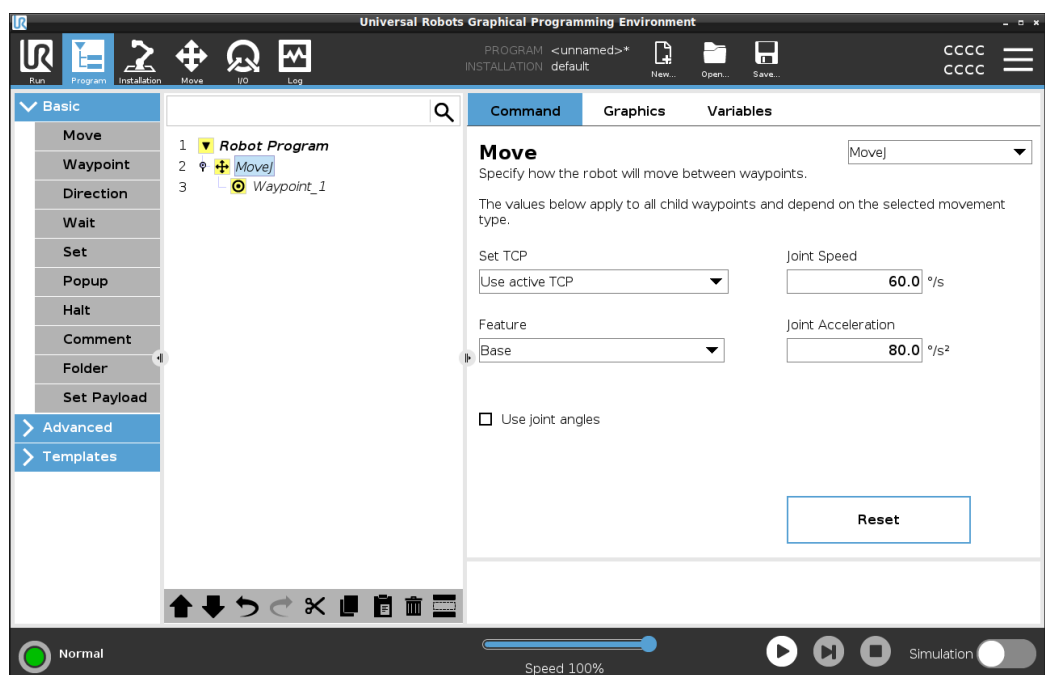 Universal Robots Graphical Programming Environment
UR
Run
Program
Installation
Move
I/O
Log
PROGRAM <unnamed>*
INSTALLATION default
New...
Open...
Save...
CCCC
CCCC
Basic
Move
Waypoint
Direction
Wait
Set
Popup
Halt
Comment
Folder
Set Payload
Advanced
Templates
1 Robot Program
2 MoveJ
3 Waypoint_1
Command Graphics Variables
Move
MoveJ
Specify how the robot will move between waypoints.
The values below apply to all child waypoints and depend on the selected movement
type.
Set TCP
Joint Speed
Use active TCP
60.0 °/s
Feature
Joint Acceleration
Base
80.0 °/s²
Use joint angles
Reset
Normal
Speed 100%
Simulation